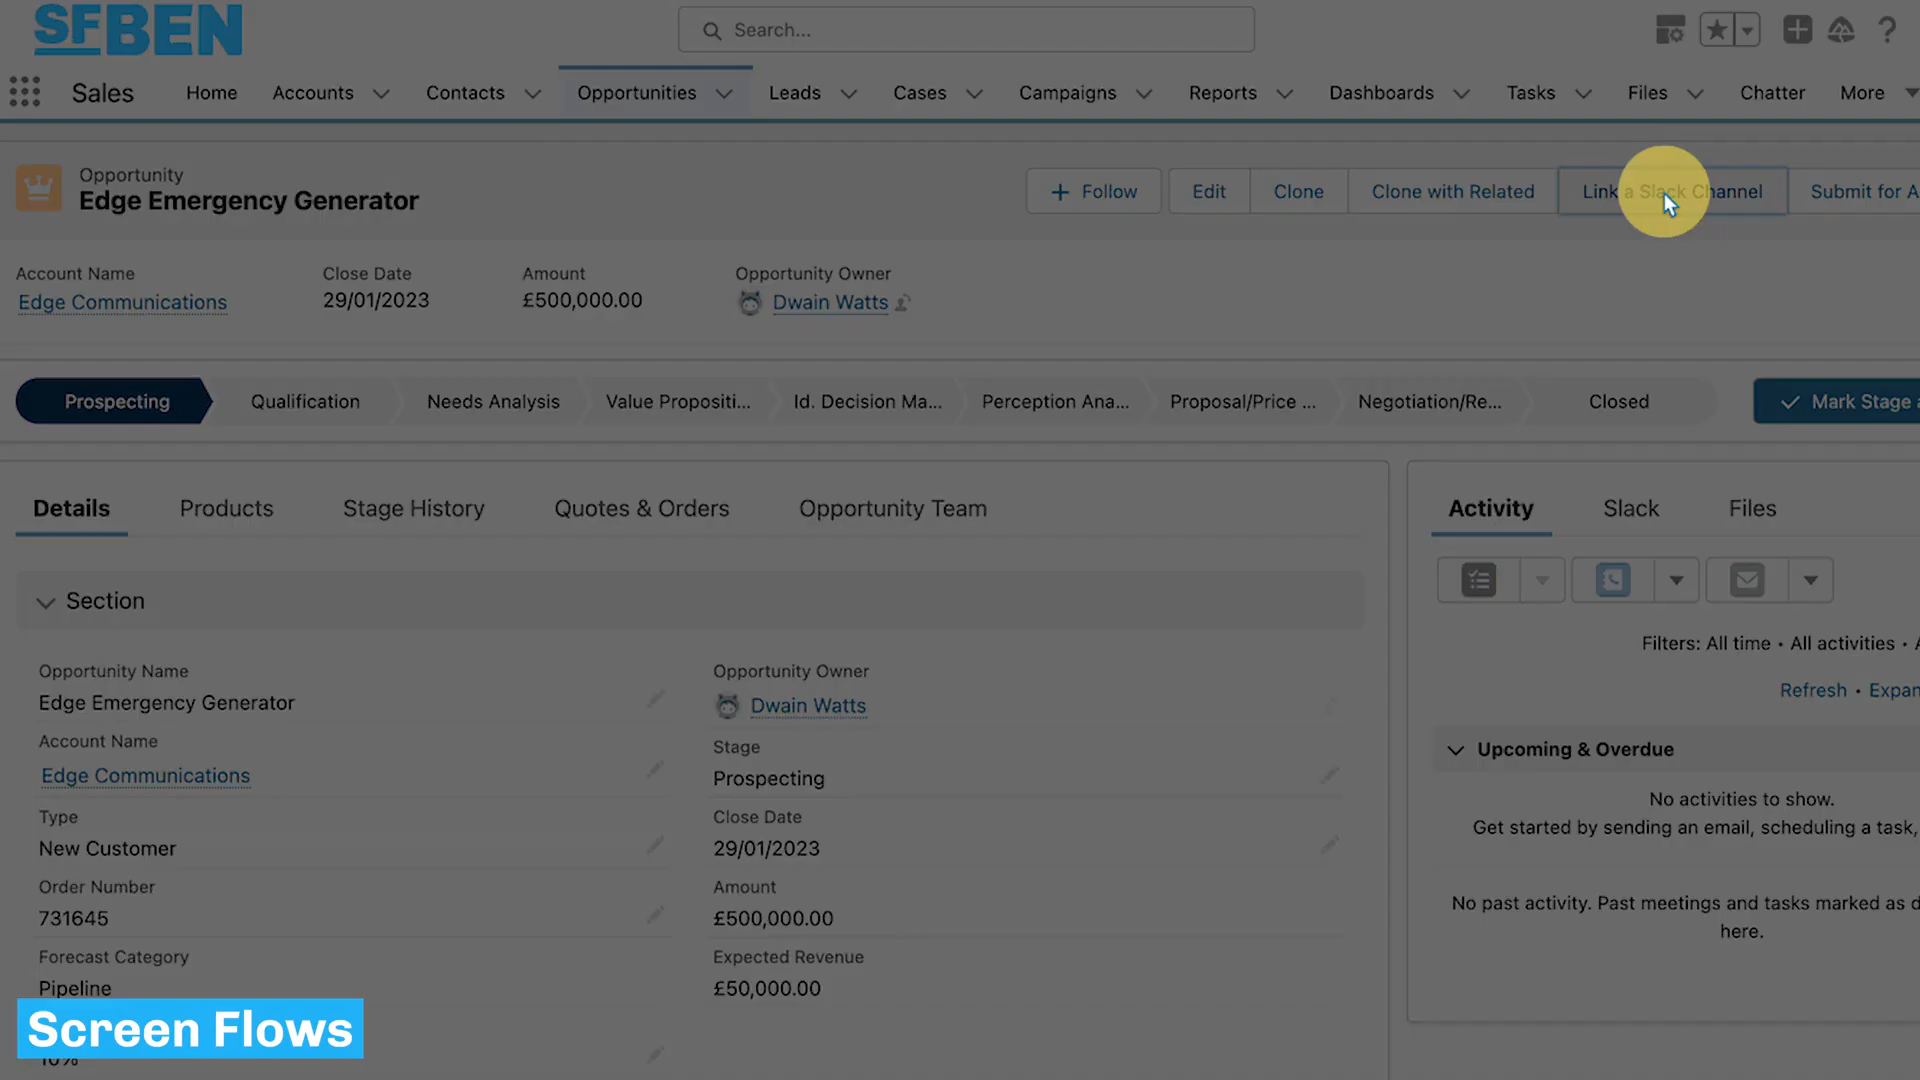 SFBEN
Search...
Sales
Home
Accounts
Contacts
Opportunities
Leads
Cases
Campaigns
Reports
Dashboards
Tasks
Files
Chatter
More
Opportunity
Edge Emergency Generator
Follow
Edit
Clone
Clone with Related
Link a Slack Channel
Submit for A
Account Name
Close Date
Amount
Opportunity Owner
Edge Communications
29/01/2023
£500,000.00
Dwain Watts
Prospecting
Qualification
Needs Analysis
Value Propositi...
Id. Decision Ma...
Perception Ana...
Proposal/Price ...
Negotiation/Re...
Closed
Mark Stage a
Details
Products
Stage History
Quotes & Orders
Opportunity Team
Section
Opportunity Name
Edge Emergency Generator
Account Name
Edge Communications
Type
New Customer
Order Number
731645
Forecast Category
Pipeline
10%
Opportunity Owner
Dwain Watts
Stage
Prospecting
Close Date
29/01/2023
Amount
£500,000.00
Expected Revenue
£50,000.00
Activity
Slack
Files
Filters: All time • All activities •
Refresh • Expan
Upcoming & Overdue
No activities to show.
Get started by sending an email, scheduling a task,
No past activity. Past meetings and tasks marked as d
here.
Screen Flows